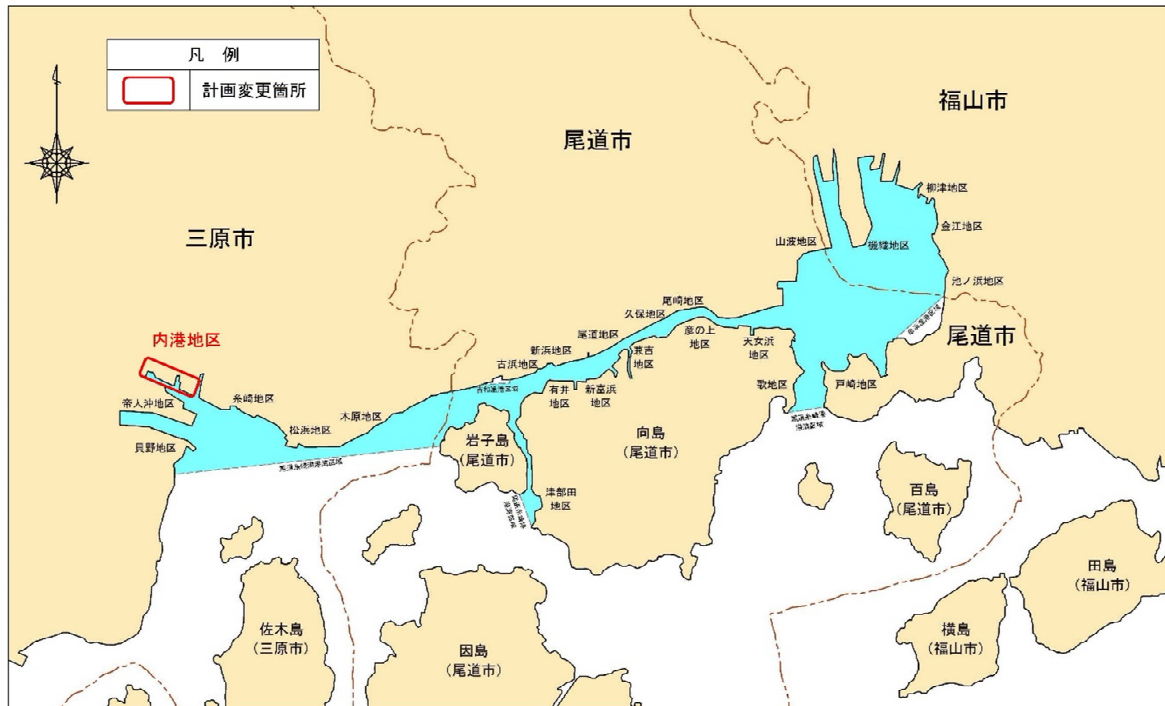 凡 例
計画変更箇所
福山市
尾道市
三原市
柳津地区
金江地区
山波地区
機織地区
池ノ浜地区
尾崎地区
久保地区
尾道市
内港地区
尾道地区
兼吉
地区
彦の上
地区
天女浜
地区
新浜地区
古浜地区
有井
地区
新富浜
地区
歌地区
戸崎地区
帝人沖地区
糸崎地区
木原地区
松浜地区
貝野地区
岩子島
(尾道市)
向島
(尾道市)
津部田
地区
百島
(尾道市)
田島
(福山市)
佐木島
(三原市)
因島
(尾道市)
横島
(福山市)